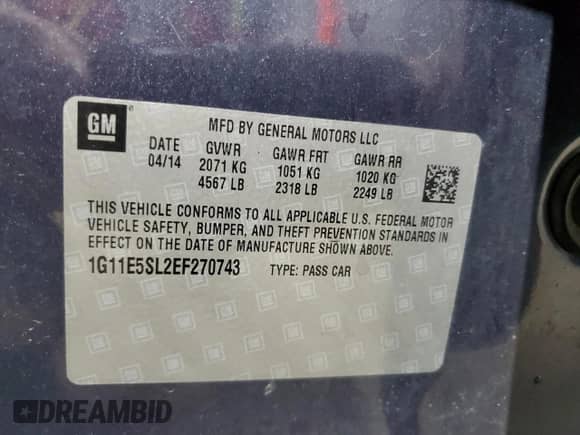 GM ®
MFD BY GENERAL MOTORS LLC
DATE GVWR GAWR FRT GAWR RR
04/14 2071 KG 1051 KG 1020 KG
4567 LB 2318 LB 2249 LB
THIS VEHICLE CONFORMS TO ALL APPLICABLE U.S. FEDERAL MOTOR
VEHICLE SAFETY, BUMPER, AND THEFT PREVENTION STANDARDS IN
EFFECT ON THE DATE OF MANUFACTURE SHOWN ABOVE.
1G11E5SL2EF270743 TYPE: PASS CAR
DREAMBID